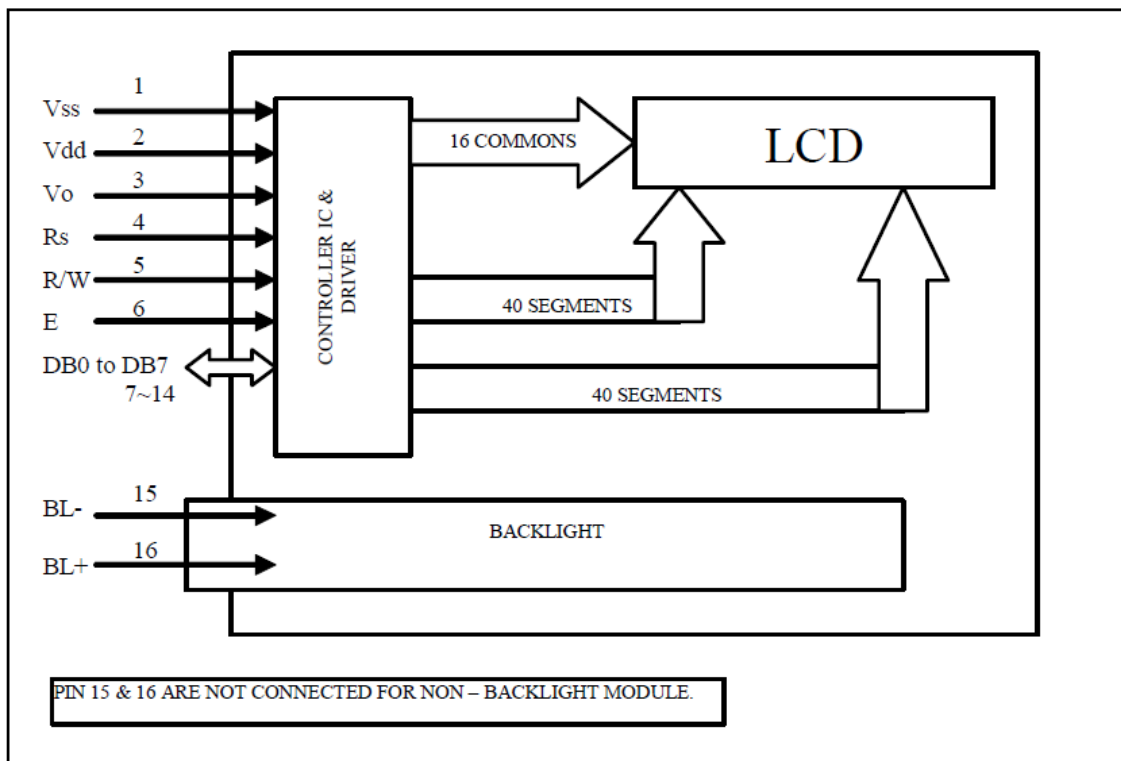 1
Vss
2
Vdd
3
Vo
4
Rs
5
R/W
6
E
DB0 to DB7
7~14
CONTROLLER IC &
DRIVER
16 COMMONS
LCD
40 SEGMENTS
40 SEGMENTS
15
BL-
16
BL+
BACKLIGHT
PIN 15 & 16 ARE NOT CONNECTED FOR NON – BACKLIGHT MODULE.